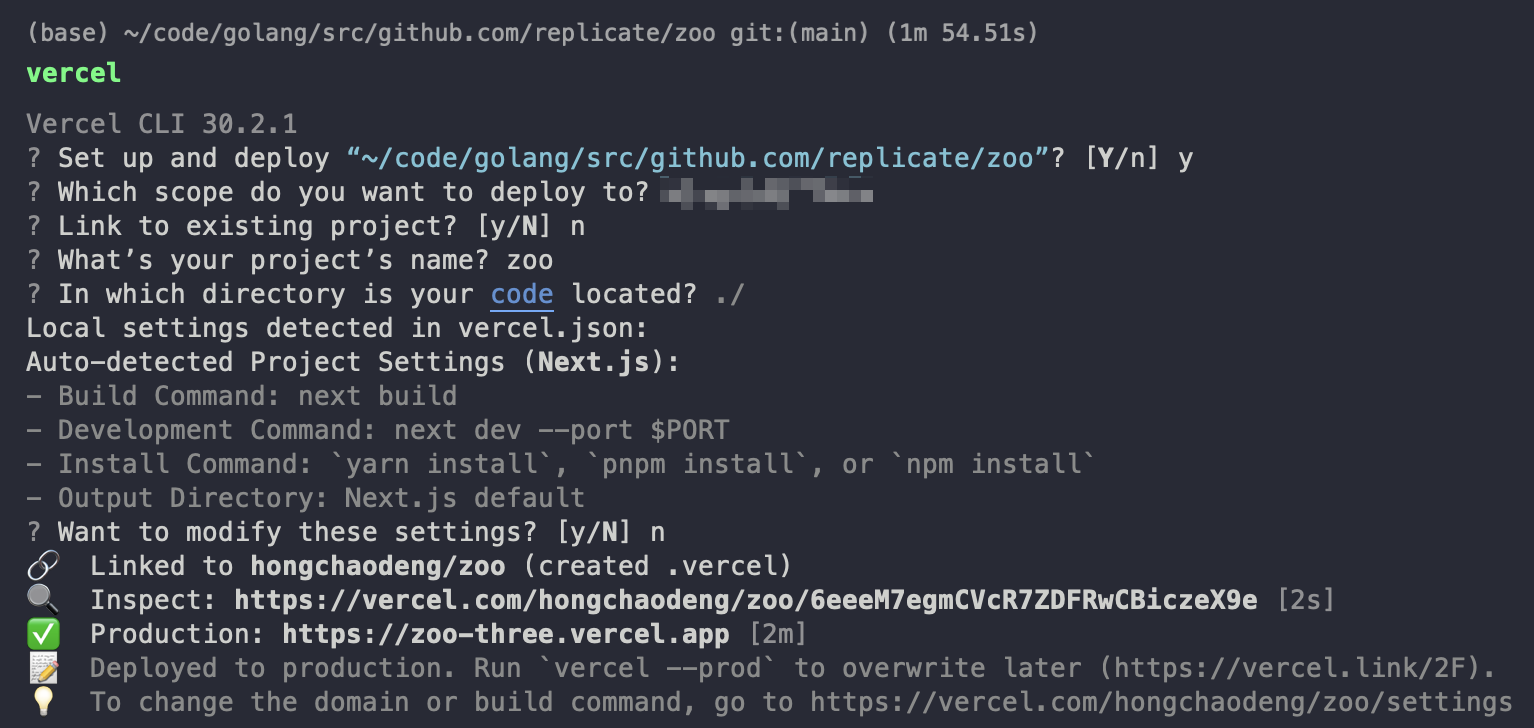 (base) ~/code/golang/src/github.com/replicate/zoo git:(main) (1m 54.51s)
vercel
Vercel CLI 30.2.1
? Set up and deploy “~/code/golang/src/github.com/replicate/zoo”? [Y/n] y
? Which scope do you want to deploy to?
? Link to existing project? [y/N] n
? What’s your project’s name? zoo
? In which directory is your code located? ./
Local settings detected in vercel.json:
Auto-detected Project Settings (Next.js):
– Build Command: next build
– Development Command: next dev --port $PORT
– Install Command: `yarn install`, `pnpm install`, or `npm install`
– Output Directory: Next.js default
? Want to modify these settings? [y/N] n
🔗 Linked to hongchaodeng/zoo (created .vercel)
🔍 Inspect: https://vercel.com/hongchaodeng/zoo/6eeeM7egmCVcR7ZDFRwCBiczeX9e [2s]
✅ Production: https://zoo-three.vercel.app [2m]
📝 Deployed to production. Run `vercel --prod` to overwrite later (https://vercel.link/2F).
💡 To change the domain or build command, go to https://vercel.com/hongchaodeng/zoo/settings